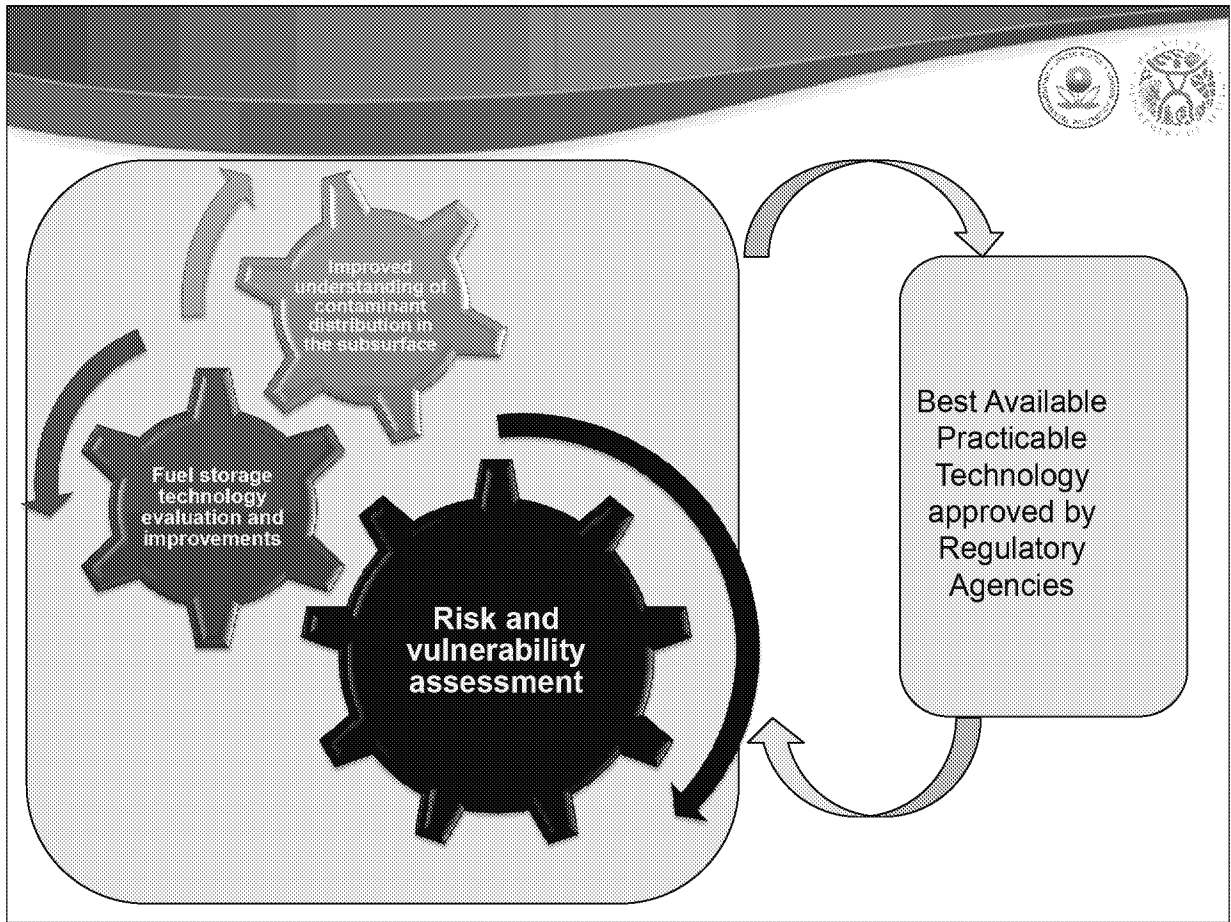 Improved
understanding of
contaminant
distribution in
the subsurface
Fuel storage
technology
evaluation and
improvements
Risk and
vulnerability
assessment
Best Available
Practicable
Technology
approved by
Regulatory
Agencies